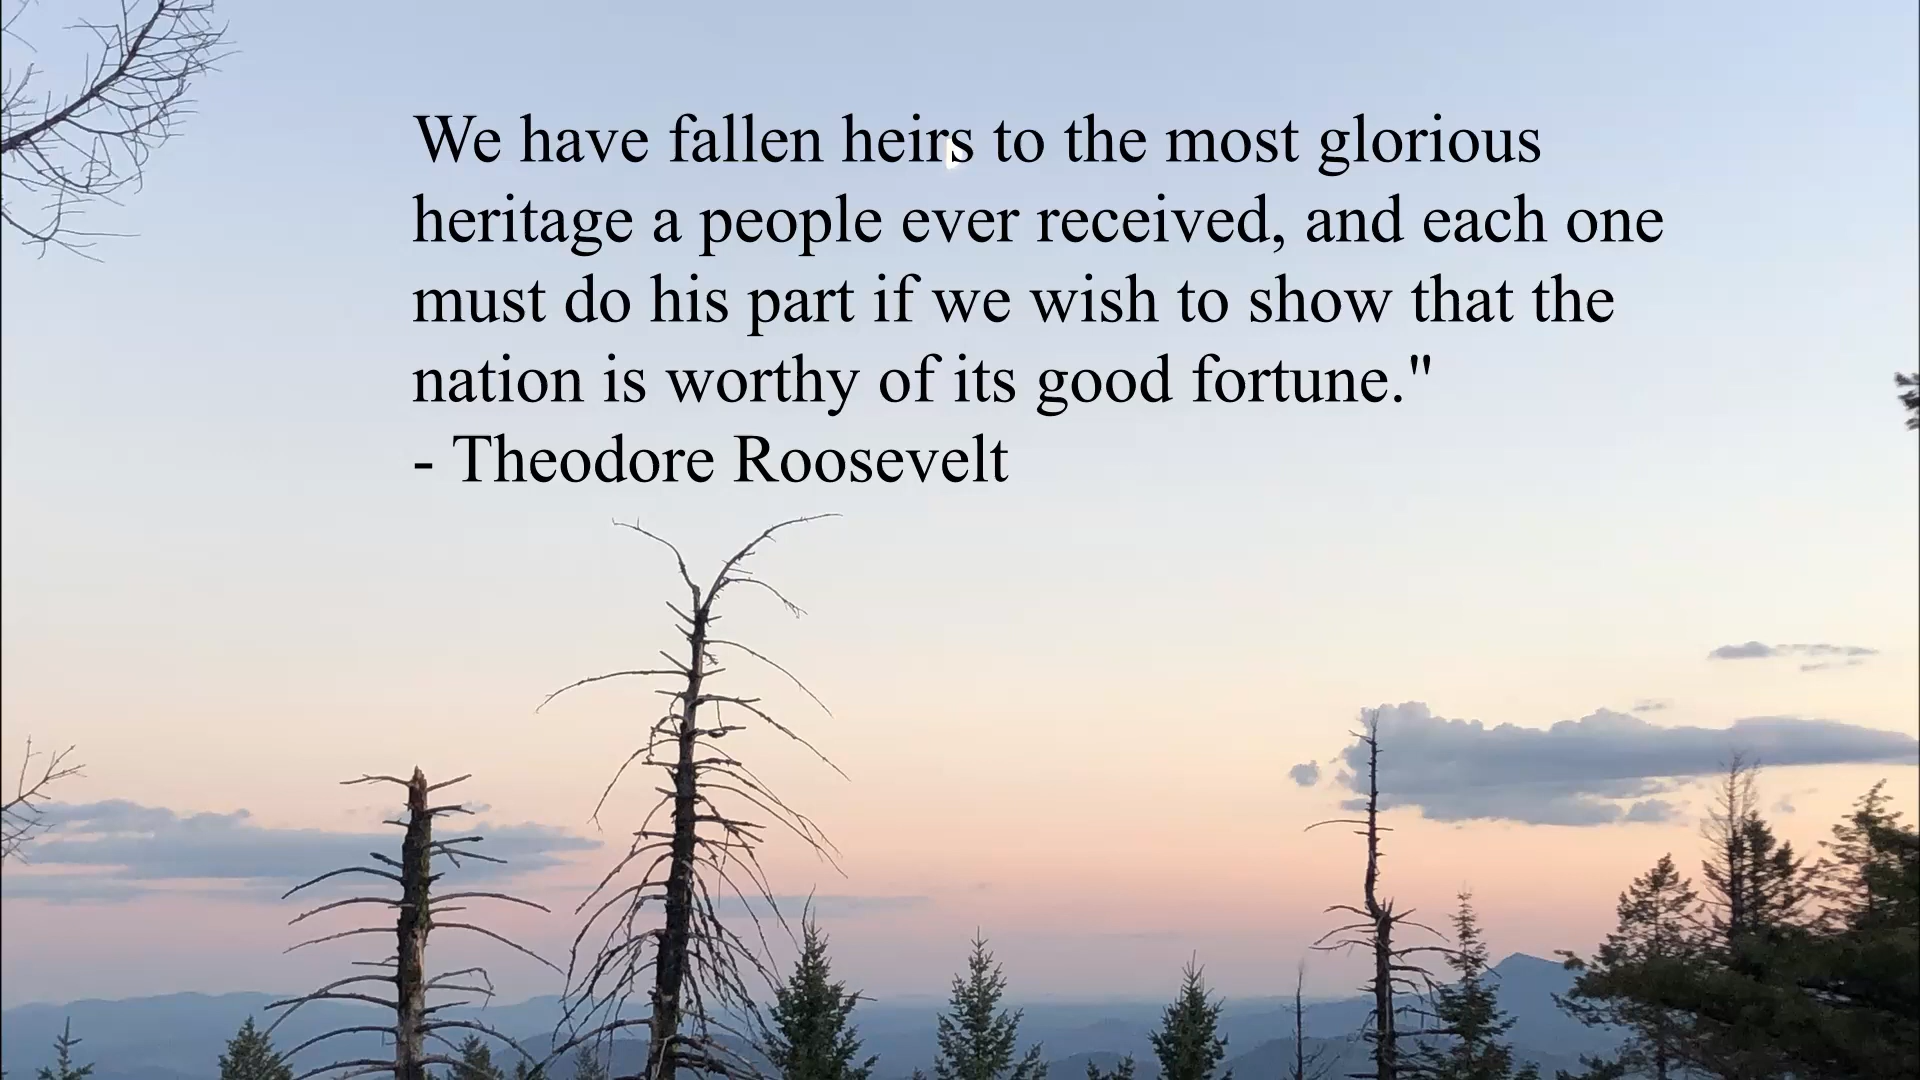 We have fallen heirs to the most glorious
heritage a people ever received, and each one
must do his part if we wish to show that the
nation is worthy of its good fortune."
- Theodore Roosevelt